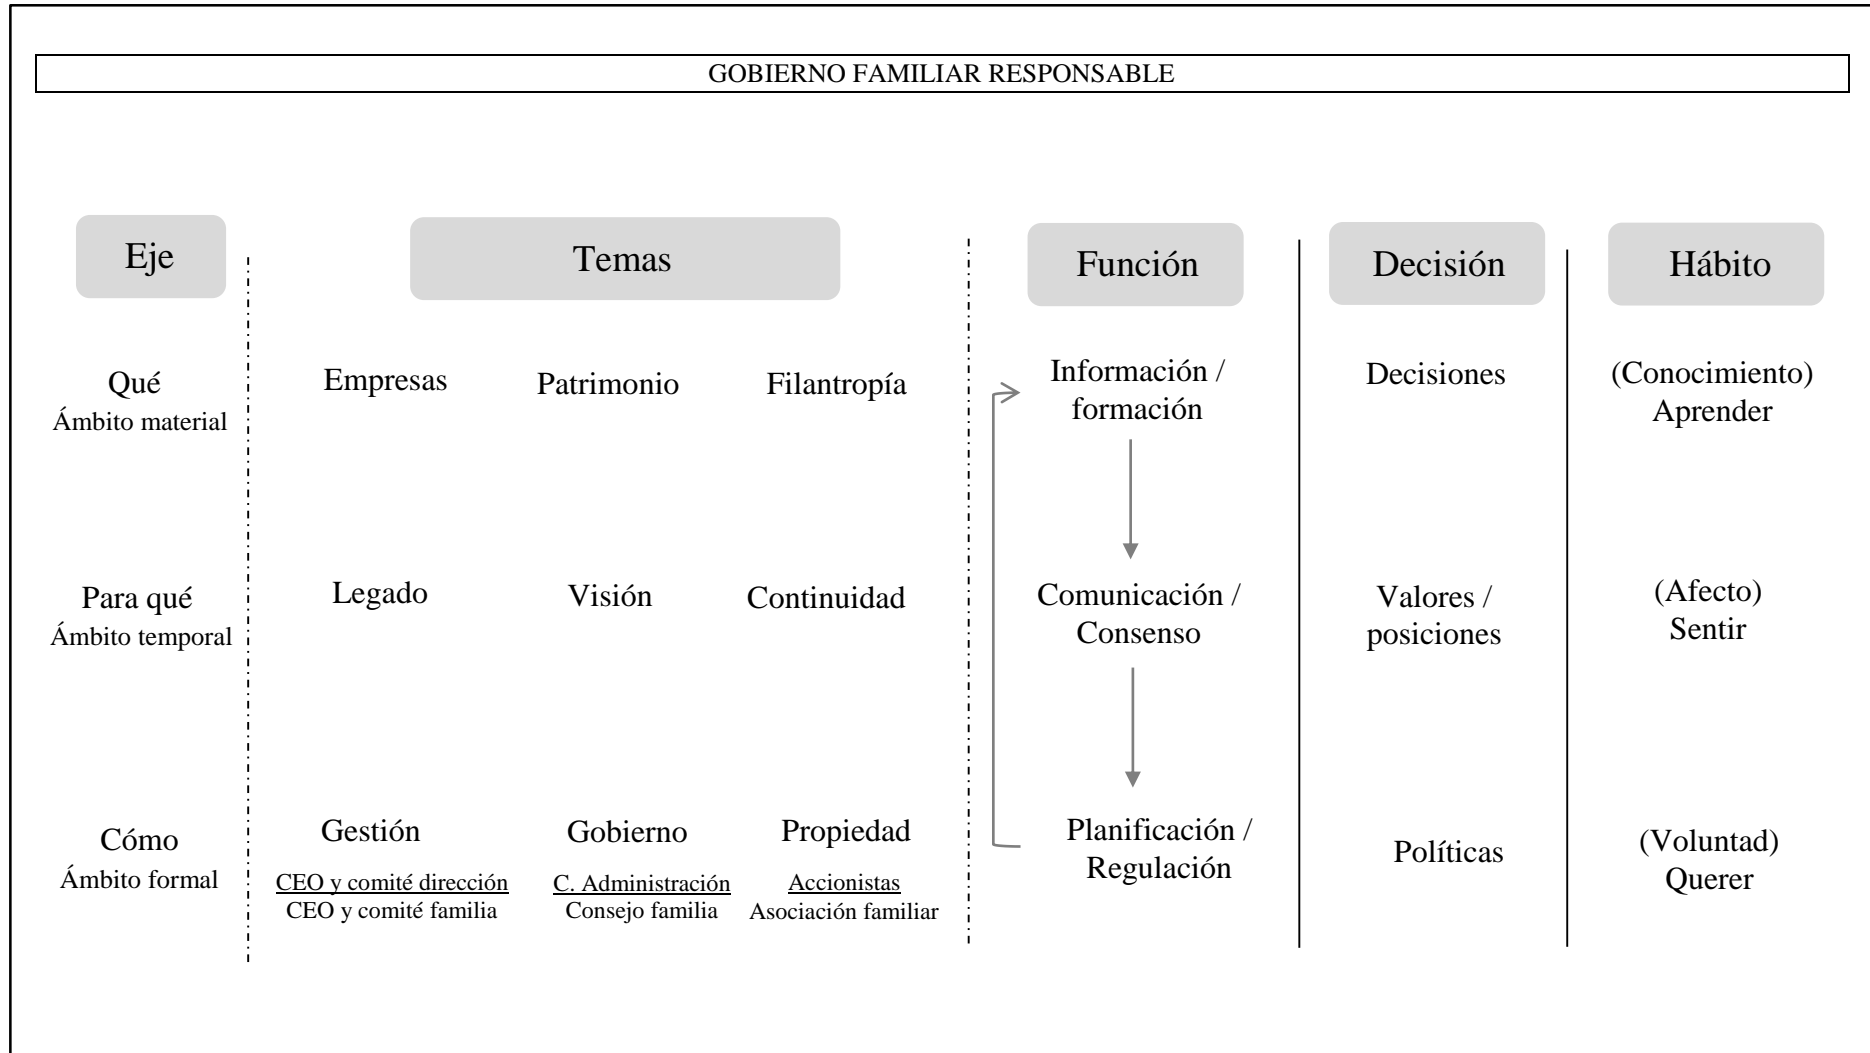 GOBIERNO FAMILIAR RESPONSABLE
Eje
Temas
Función
Decisión
Hábito
Qué
Ámbito material
Empresas
Patrimonio
Filantropía
Información /
formación
Decisiones
(Conocimiento)
Aprender
Para qué
Ámbito temporal
Legado
Visión
Continuidad
Comunicación /
Consenso
Valores /
posiciones
(Afecto)
Sentir
Cómo
Ámbito formal
Gestión
CEO y comité dirección
CEO y comité familia
Gobierno
C. Administración
Consejo familia
Propiedad
Accionistas
Asociación familiar
Planificación /
Regulación
Políticas
(Voluntad)
Querer